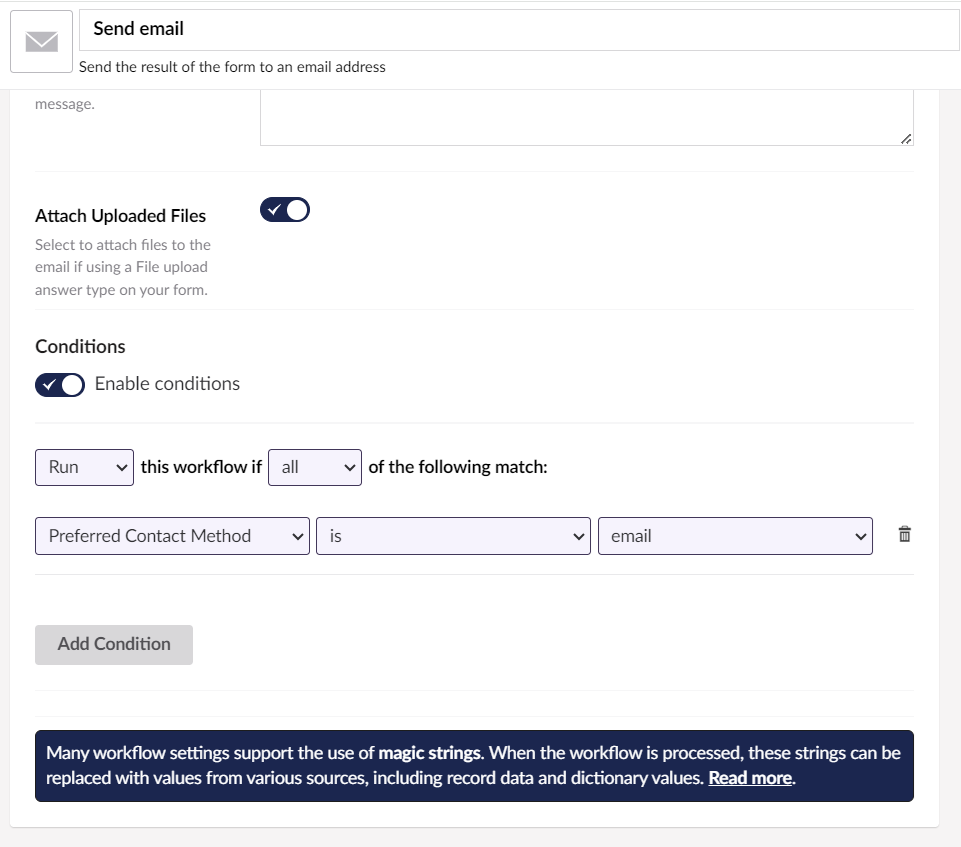 Send email
Send the result of the form to an email address
message.
Attach Uploaded Files
Select to attach files to the
email if using a File upload
answer type on your form.
Conditions
Enable conditions
Run this workflow if all of the following match:
Preferred Contact Method is email
Add Condition
Many workflow settings support the use of magic strings. When the workflow is processed, these strings can be
replaced with values from various sources, including record data and dictionary values. Read more.